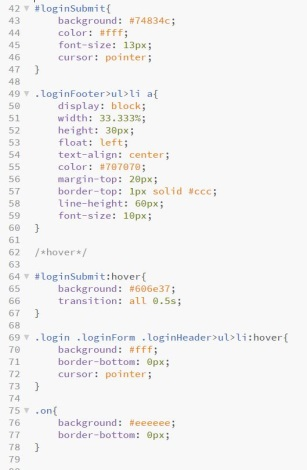 42 #loginSubmit{
43     background: #74834c;
44     color: #fff;
45     font-size: 13px;
46     cursor: pointer;
47 }
48
49 .loginFooter>ul>li a{
50     display: block;
51     width: 33.333%;
52     height: 30px;
53     float: left;
54     text-align: center;
55     color: #707070;
56     margin-top: 20px;
57     border-top: 1px solid #ccc;
58     line-height: 60px;
59     font-size: 10px;
60 }
61
62 /*hover*/
63
64 #loginSubmit:hover{
65     background: #606e37;
66     transition: all 0.5s;
67 }
68
69 .login .loginForm .loginHeader>ul>li:hover{
70     background: #fff;
71     border-bottom: 0px;
72     cursor: pointer;
73 }
74
75 .on{
76     background: #eeeeee;
77     border-bottom: 0px;
78 }
79